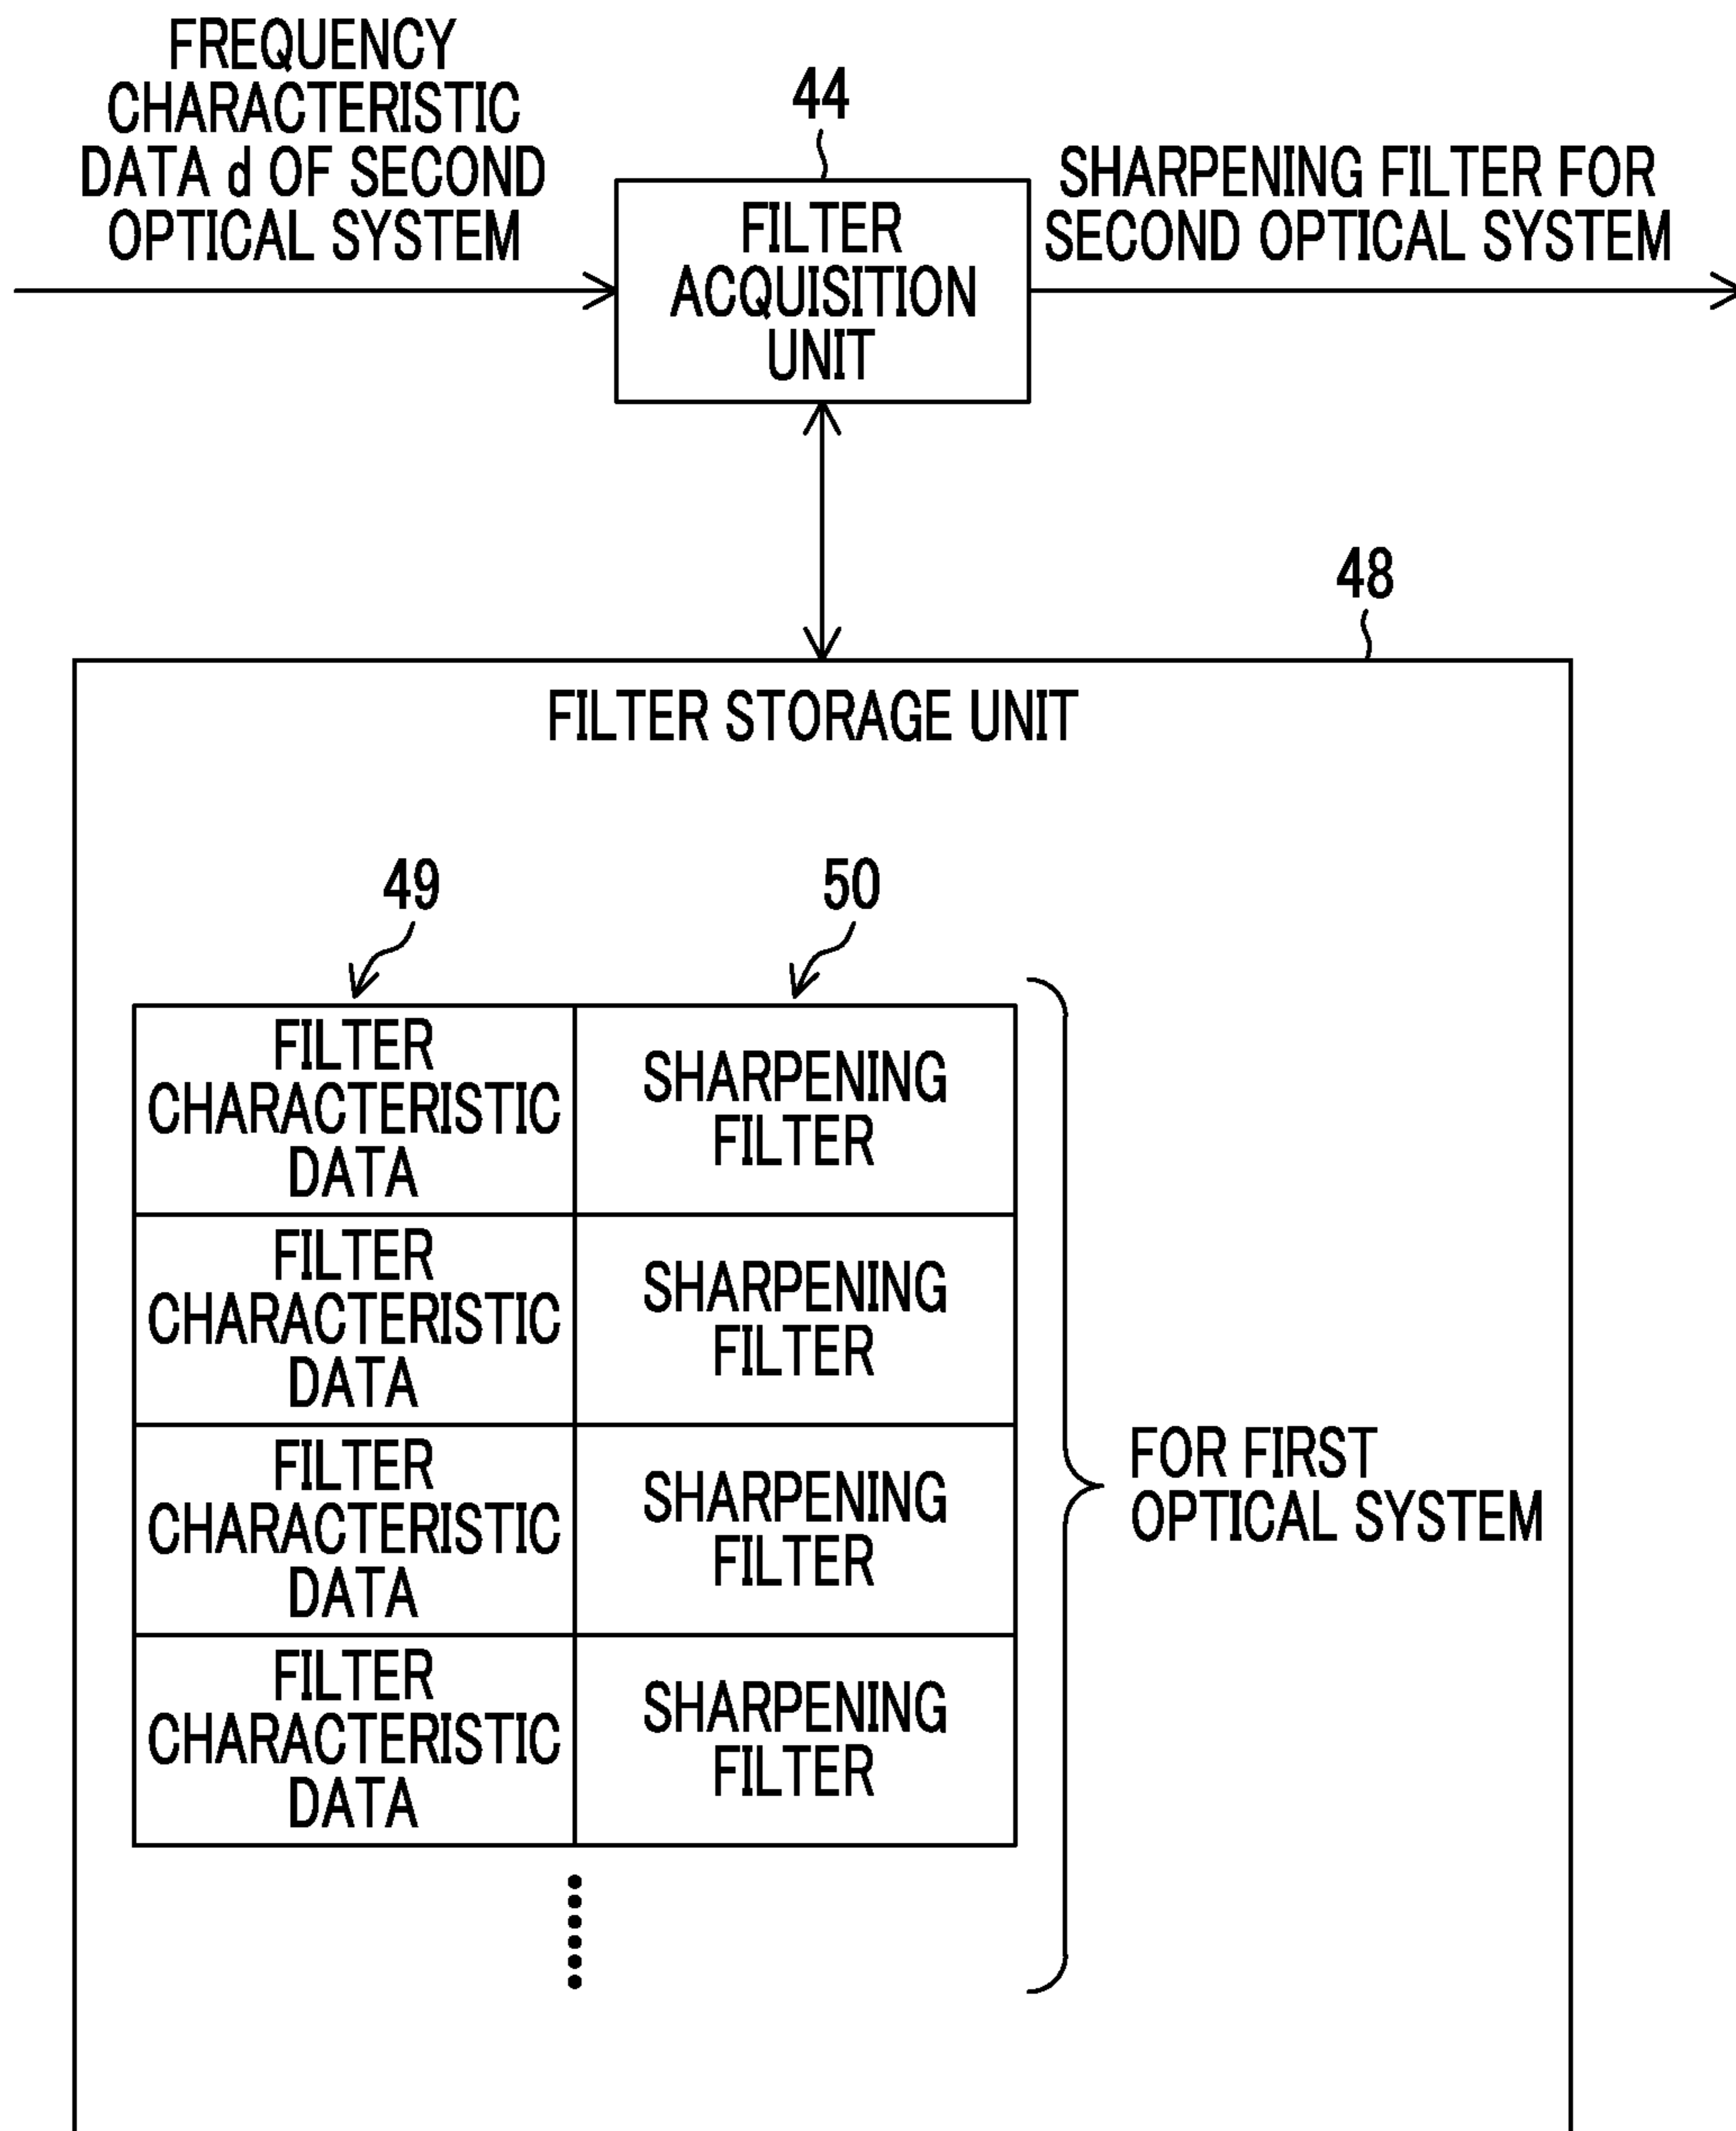 FREQUENCY
CHARACTERISTIC
DATA d OF SECOND
OPTICAL SYSTEM
44
FILTER
ACQUISITION
UNIT
SHARPENING FILTER FOR
SECOND OPTICAL SYSTEM
48
FILTER STORAGE UNIT
49
50
FILTER
CHARACTERISTIC
DATA
SHARPENING
FILTER
FILTER
CHARACTERISTIC
DATA
SHARPENING
FILTER
FILTER
CHARACTERISTIC
DATA
SHARPENING
FILTER
FILTER
CHARACTERISTIC
DATA
SHARPENING
FILTER
FOR FIRST
OPTICAL SYSTEM